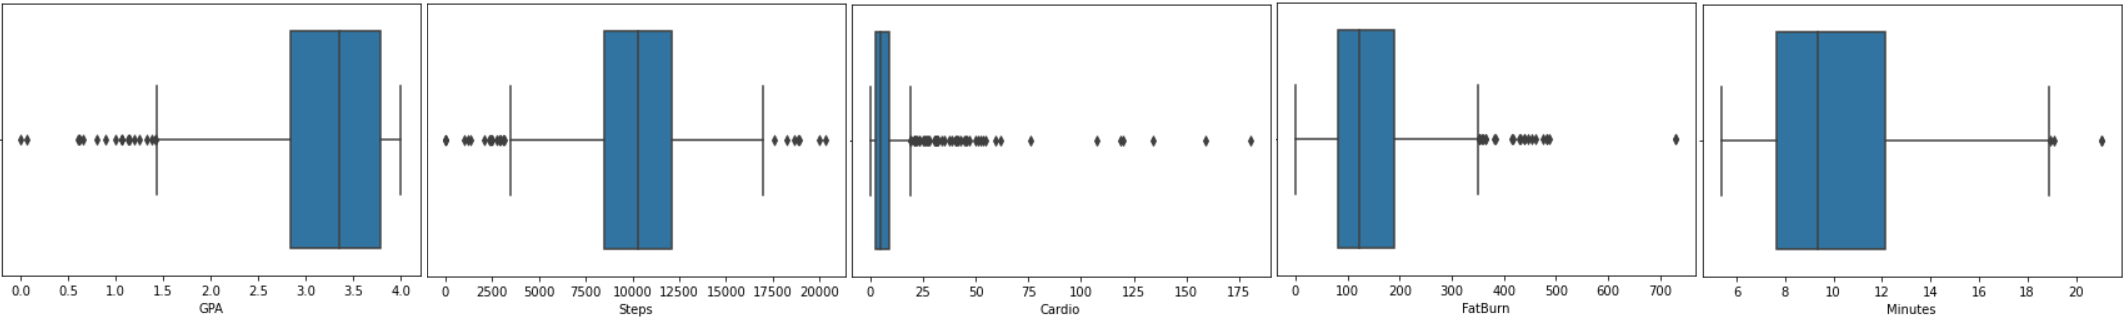 0.0 0.5 1.0 1.5 2.0 2.5 3.0 3.5 4.0
GPA
0 2500 5000 7500 10000 12500 15000 17500 20000
Steps
0 25 50 75 100 125 150 175
Cardio
0 100 200 300 400 500 600 700
FatBurn
6 8 10 12 14 16 18 20
Minutes